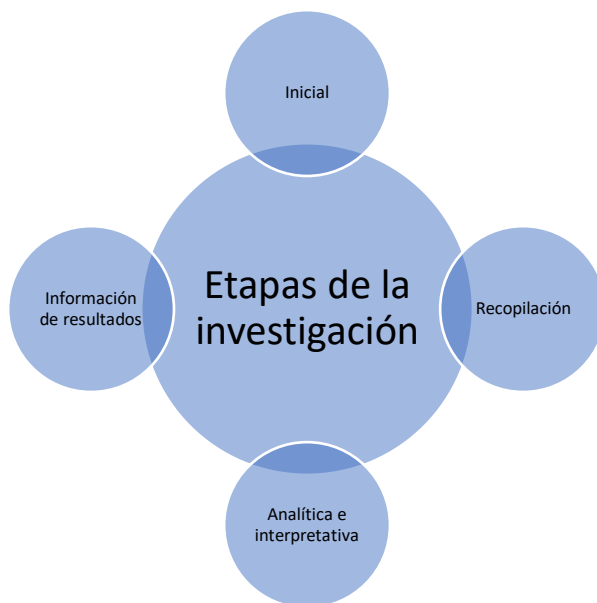 Inicial
Etapas de la
investigación
Recopilación
Analítica e
interpretativa
Información
de resultados